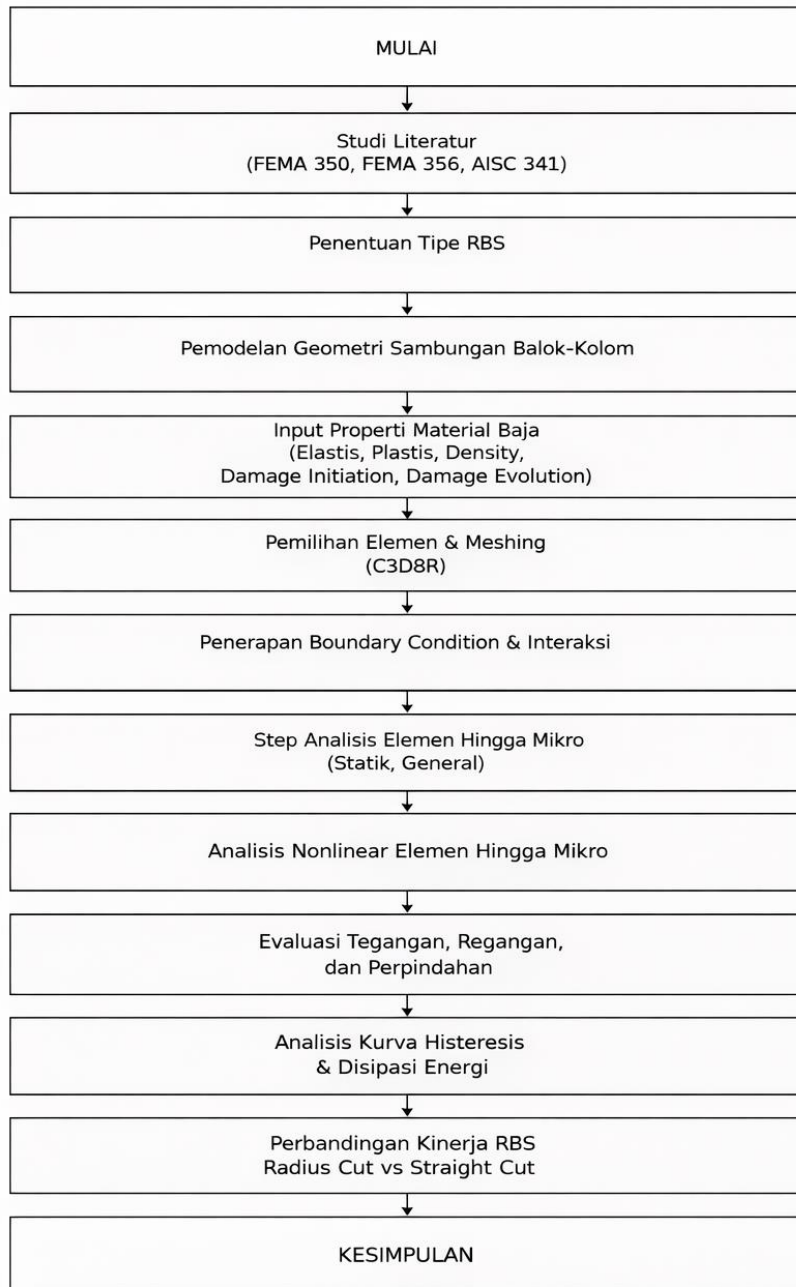 MULAI
Studi Literatur
(FEMA 350, FEMA 356, AISC 341)
Penentuan Tipe RBS
Pemodelan Geometri Sambungan Balok-Kolom
Input Properti Material Baja
(Elastis, Plastis, Density,
Damage Initiation, Damage Evolution)
Pemilihan Elemen & Meshing
(C3D8R)
Penerapan Boundary Condition & Interaksi
Step Analisis Elemen Hingga Mikro
(Statik, General)
Analisis Nonlinear Elemen Hingga Mikro
Evaluasi Tegangan, Regangan,
dan Perpindahan
Analisis Kurva Histeresis
& Disipasi Energi
Perbandingan Kinerja RBS
Radius Cut vs Straight Cut
KESIMPULAN